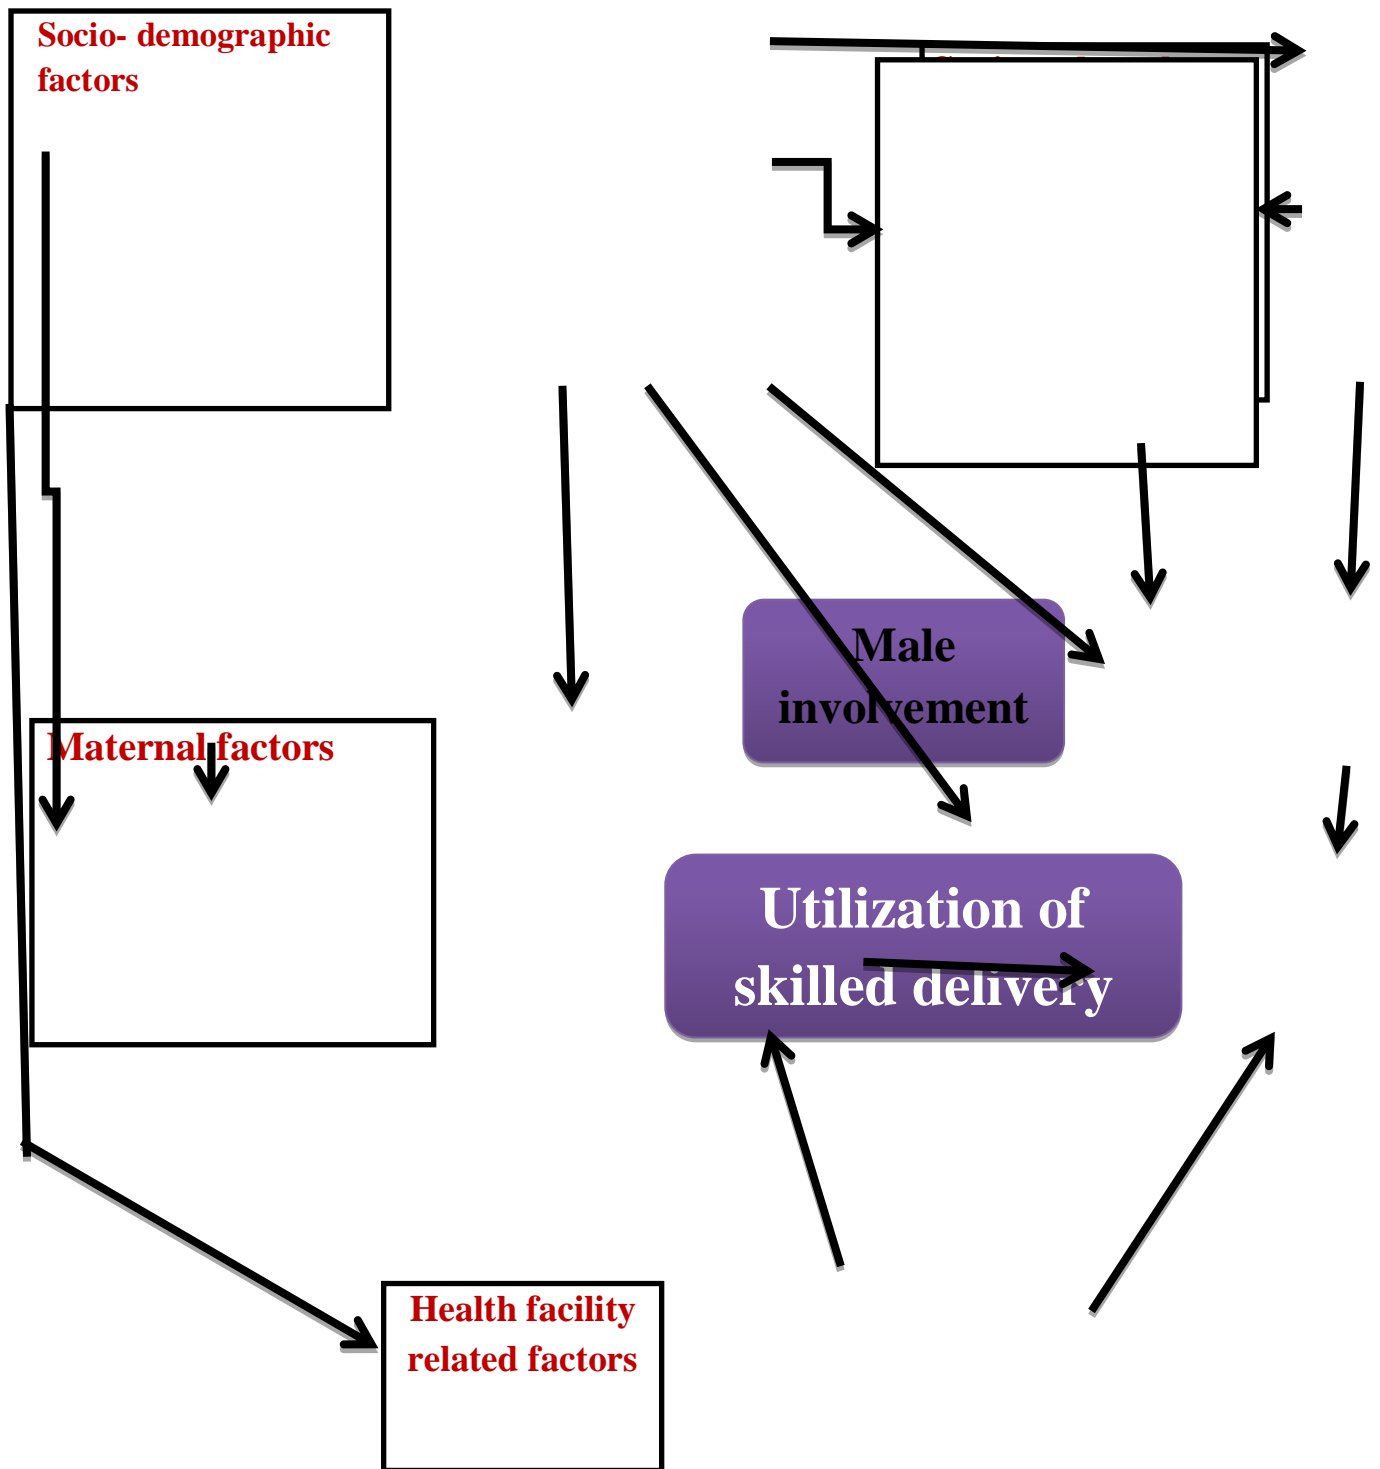 Socio- demographic
factors
Male
involvement
Maternal factors
Utilization of
skilled delivery
Health facility
related factors